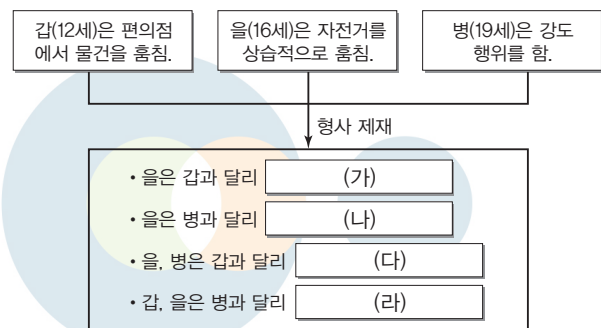 갑(12세)은 편의점
에서 물건을 훔침.
을(16세)은 자전거를
상습적으로 훔침.
병(19세)은 강도
행위를 함.
형사 제재
• 을은 갑과 달리 (가)
• 을은 병과 달리 (나)
• 을, 병은 갑과 달리 (다)
• 갑, 을은 병과 달리 (라)